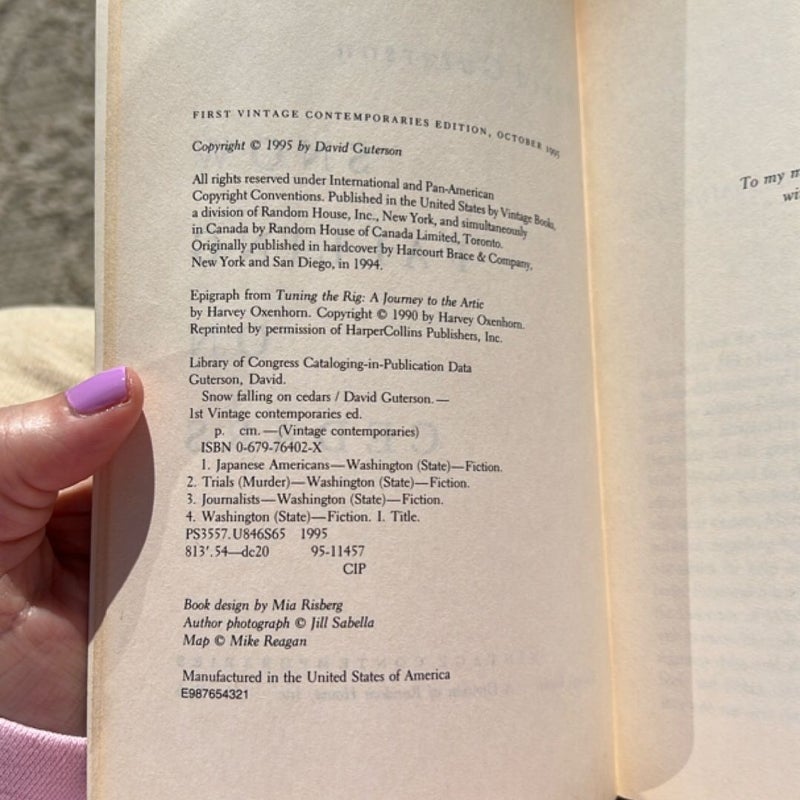 FIRST VINTAGE CONTEMPORARIES EDITION, OCTOBER 1995
Copyright © 1995 by David Guterson
All rights reserved under International and Pan-American
Copyright Conventions. Published in the United States by Vintage Books,
a division of Random House, Inc., New York, and simultaneously
in Canada by Random House of Canada Limited, Toronto.
Originally published in hardcover by Harcourt Brace & Company,
New York and San Diego, in 1994.
Epigraph from Tuning the Rig: A Journey to the Artic
by Harvey Oxenhorn. Copyright © 1990 by Harvey Oxenhorn.
Reprinted by permission of HarperCollins Publishers, Inc.
Library of Congress Cataloging-in-Publication Data
Guterson, David.
Snow falling on cedars / David Guterson.—
1st Vintage contemporaries ed.
p. cm.—(Vintage contemporaries)
ISBN 0-679-76402-X
1. Japanese Americans—Washington (State)—Fiction.
2. Trials (Murder)—Washington (State)—Fiction.
3. Journalists—Washington (State)—Fiction.
4. Washington (State)—Fiction. I. Title.
PS3557.U846S65 1995
813'.54—dc20 95-11457
CIP
Book design by Mia Risberg
Author photograph © Jill Sabella
Map © Mike Reagan
Manufactured in the United States of America
E987654321
To my